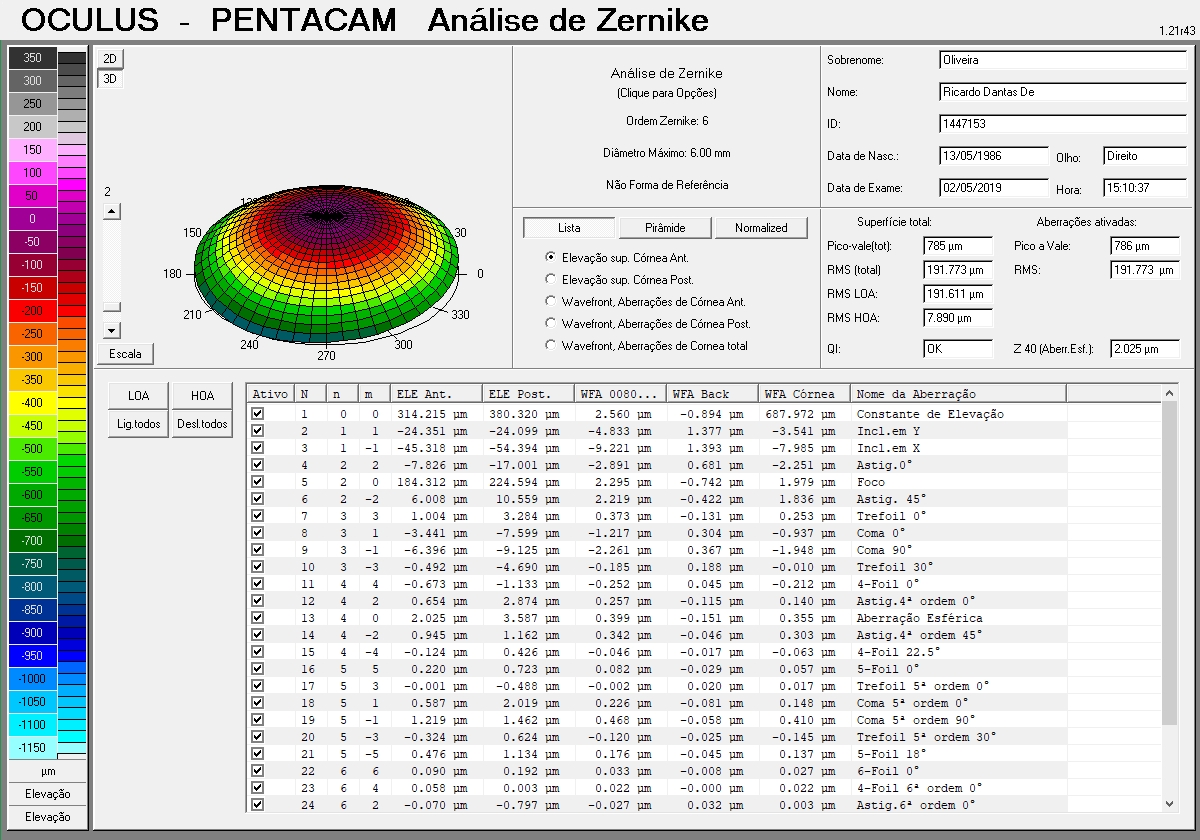 OCULUS - PENTACAM Análise de Zernike
1.21r43
350
300
250
200
150
100
50
0
-50
-100
-150
-200
-250
-300
-350
-400
-450
-500
-550
-600
-650
-700
-750
-800
-850
-900
-950
-1000
-1050
-1100
-1150
µm
Elevação
Elevação
2D
3D
2
Escala
150
30
180
0
210
330
240
300
270
Análise de Zernike
(Clique para Opções)
Ordem Zernike: 6
Diâmetro Máximo: 6.00 mm
Não Forma de Referência
Sobrenome: Oliveira
Nome: Ricardo Dantas De
ID: 1447153
Data de Nasc.: 13/05/1986 Olho: Direito
Data de Exame: 02/05/2019 Hora: 15:10:37
Lista Pirâmide Normalized
Elevação sup. Córnea Ant.
Elevação sup. Córnea Post.
Wavefront, Aberrações de Córnea Ant.
Wavefront, Aberrações de Córnea Post.
Wavefront, Aberrações de Cornea total
Superfície total: Aberrações ativadas:
Pico-vale(tot): 785 µm Pico a Vale: 786 µm
RMS (total) 191.773 µm RMS: 191.773 µm
RMS LOA: 191.611 µm
RMS HOA: 7.890 µm
QI: OK Z 40 (Aberr.Esf.): 2.025 µm
LOA HOA
Lig.todos Desl.todos
Ativo N n m ELE Ant. ELE Post. WFA 0080... WFA Back WFA Córnea Nome da Aberração
1 0 0 314.215 µm 380.320 µm 2.560 µm -0.894 µm 687.972 µm Constante de Elevação
2 1 1 -24.351 µm -24.099 µm -4.833 µm 1.377 µm -3.541 µm Incl.em Y
3 1 -1 -45.318 µm -54.394 µm -9.221 µm 1.393 µm -7.985 µm Incl.em X
4 2 2 -7.826 µm -17.001 µm -2.891 µm 0.681 µm -2.251 µm Astig.0°
5 2 0 184.312 µm 224.594 µm 2.295 µm -0.742 µm 1.979 µm Foco
6 2 -2 6.008 µm 10.559 µm 2.219 µm -0.422 µm 1.836 µm Astig. 45°
7 3 3 1.004 µm 3.284 µm 0.373 µm -0.131 µm 0.253 µm Trefoil 0°
8 3 1 -3.441 µm -7.599 µm -1.217 µm 0.304 µm -0.937 µm Coma 0°
9 3 -1 -6.396 µm -9.125 µm -2.261 µm 0.367 µm -1.948 µm Coma 90°
10 3 -3 -0.492 µm -4.690 µm -0.185 µm 0.188 µm -0.010 µm Trefoil 30°
11 4 4 -0.673 µm -1.133 µm -0.252 µm 0.045 µm -0.212 µm 4-Foil 0°
12 4 2 0.654 µm 2.874 µm 0.257 µm -0.115 µm 0.140 µm Astig.4ª ordem 0°
13 4 0 2.025 µm 3.587 µm 0.399 µm -0.151 µm 0.355 µm Aberração Esférica
14 4 -2 0.945 µm 1.162 µm 0.342 µm -0.046 µm 0.303 µm Astig.4ª ordem 45°
15 4 -4 -0.124 µm 0.426 µm -0.046 µm -0.017 µm -0.063 µm 4-Foil 22.5°
16 5 5 0.220 µm 0.723 µm 0.082 µm -0.029 µm 0.057 µm 5-Foil 0°
17 5 3 -0.001 µm -0.488 µm -0.002 µm 0.020 µm 0.017 µm Trefoil 5ª ordem 0°
18 5 1 0.587 µm 2.019 µm 0.226 µm -0.081 µm 0.148 µm Coma 5ª ordem 0°
19 5 -1 1.219 µm 1.462 µm 0.468 µm -0.058 µm 0.410 µm Coma 5ª ordem 90°
20 5 -3 -0.324 µm 0.624 µm -0.120 µm -0.025 µm -0.145 µm Trefoil 5ª ordem 30°
21 5 -5 0.476 µm 1.134 µm 0.176 µm -0.045 µm 0.137 µm 5-Foil 18°
22 6 6 0.090 µm 0.192 µm 0.033 µm -0.008 µm 0.027 µm 6-Foil 0°
23 6 4 0.058 µm 0.003 µm 0.022 µm -0.000 µm 0.022 µm 4-Foil 6ª ordem 0°
24 6 2 -0.070 µm -0.797 µm -0.027 µm 0.032 µm 0.003 µm Astig.6ª ordem 0°